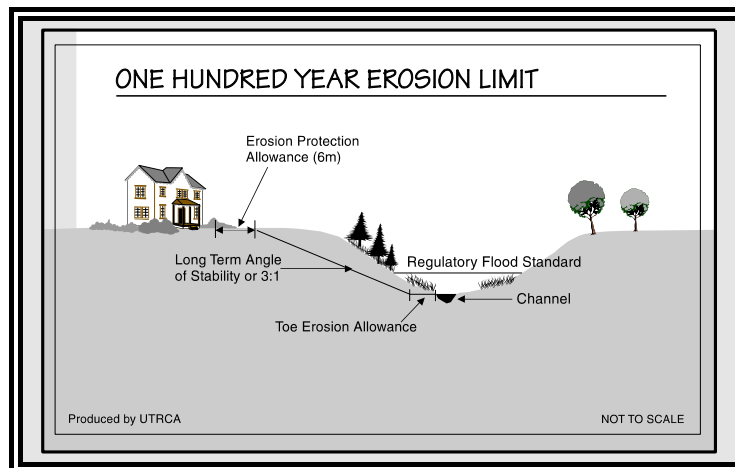 ONE HUNDRED YEAR EROSION LIMIT
Erosion Protection
Allowance (6m)
Long Term Angle
of Stability or 3:1
Regulatory Flood Standard
Channel
Toe Erosion Allowance
Produced by UTRCA
NOT TO SCALE